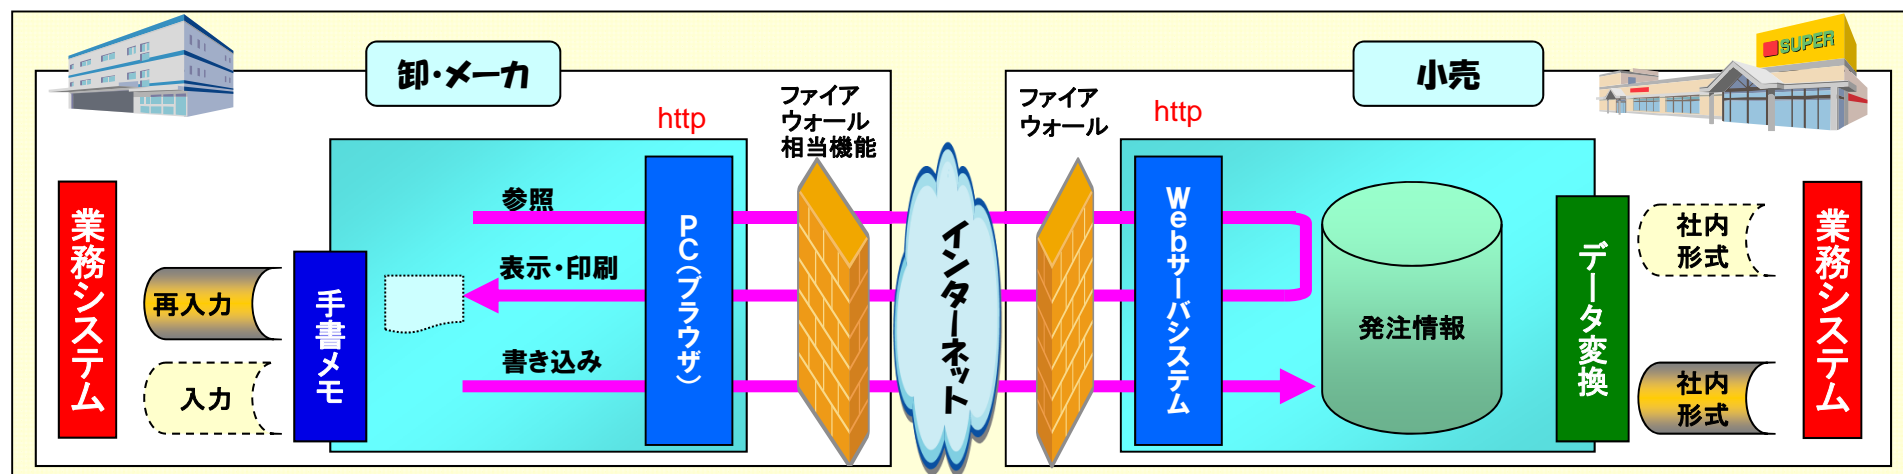 卸・メーカ
小売
SUPER
ファイア
ウォール
相当機能
ファイア
ウォール
http
http
業務システム
再入力
入力
手書メモ
参照
表示・印刷
書き込み
PC(ブラウザ)
インターネット
Webサーバシステム
発注情報
データ変換
社内
形式
社内
形式
業務システム